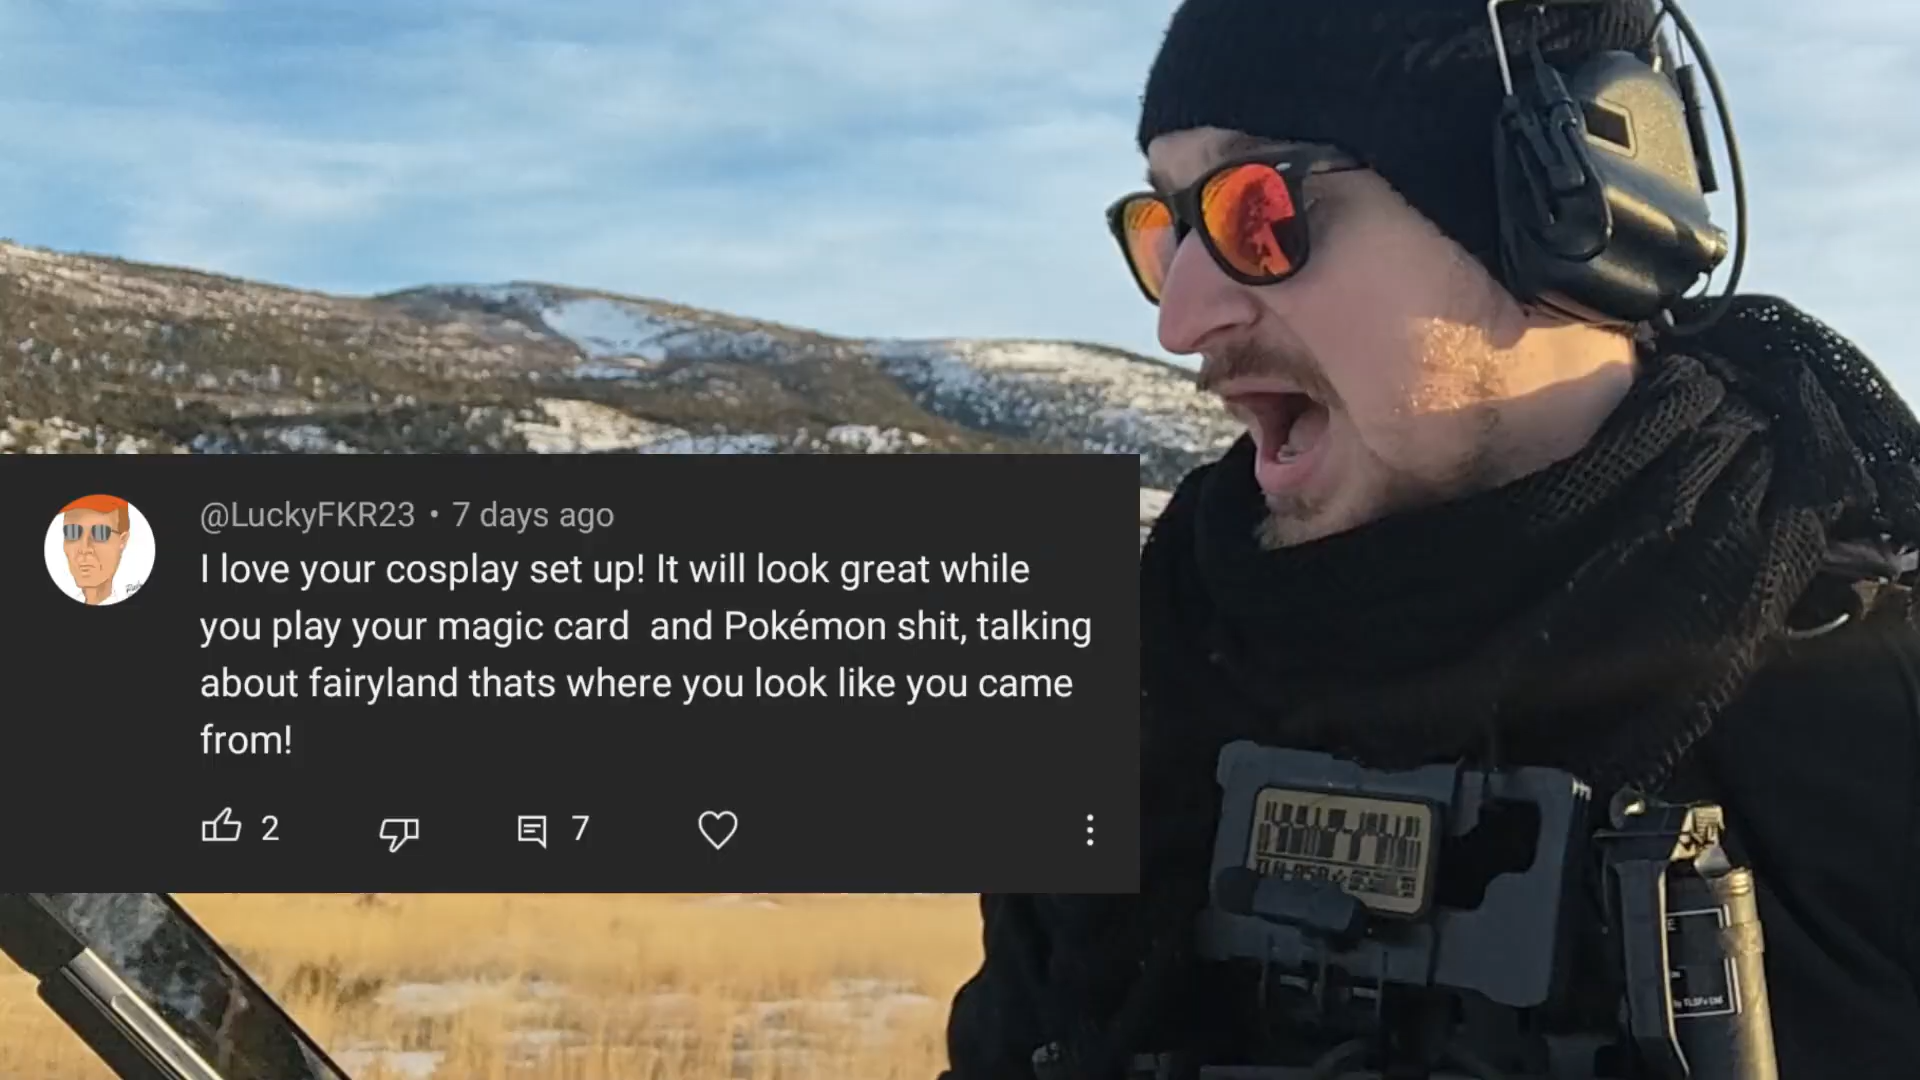 @LuckyFKR23 • 7 days ago
I love your cosplay set up! It will look great while
you play your magic card  and Pokémon shit, talking
about fairyland thats where you look like you came
from!
2
7